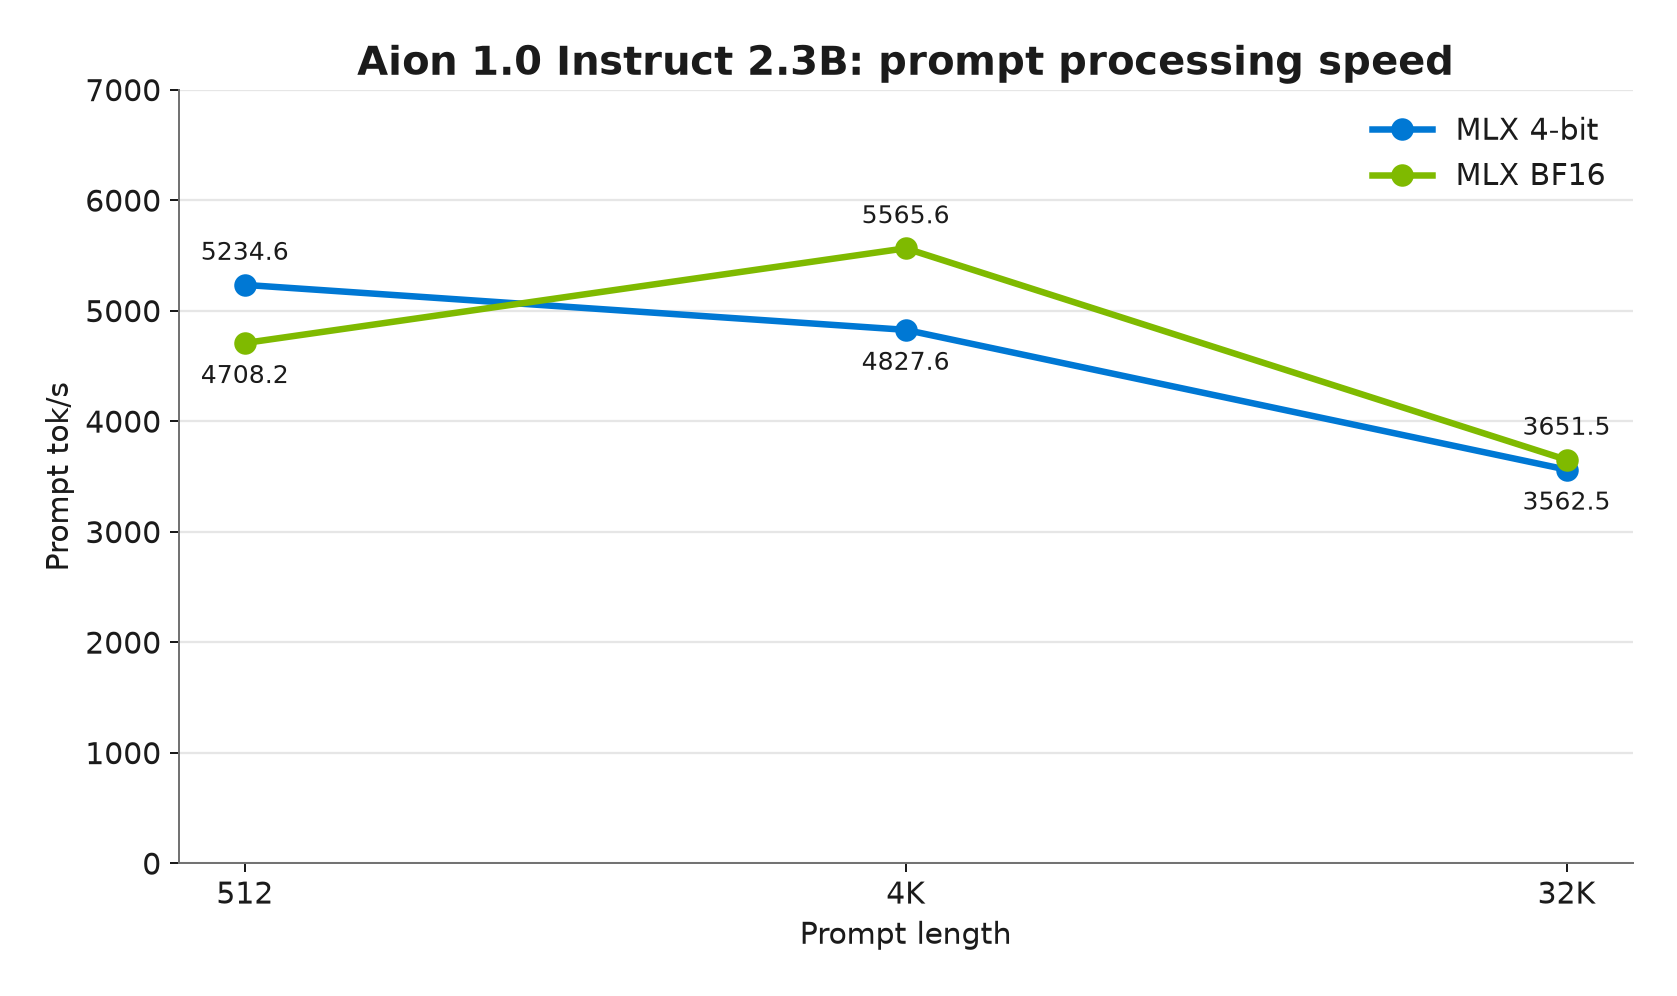 Aion 1.0 Instruct 2.3B: prompt processing speed
7000
6000
5000
4000
3000
2000
1000
0
Prompt tok/s
MLX 4-bit
MLX BF16
5234.6
4708.2
5565.6
4827.6
3651.5
3562.5
512
4K
32K
Prompt length